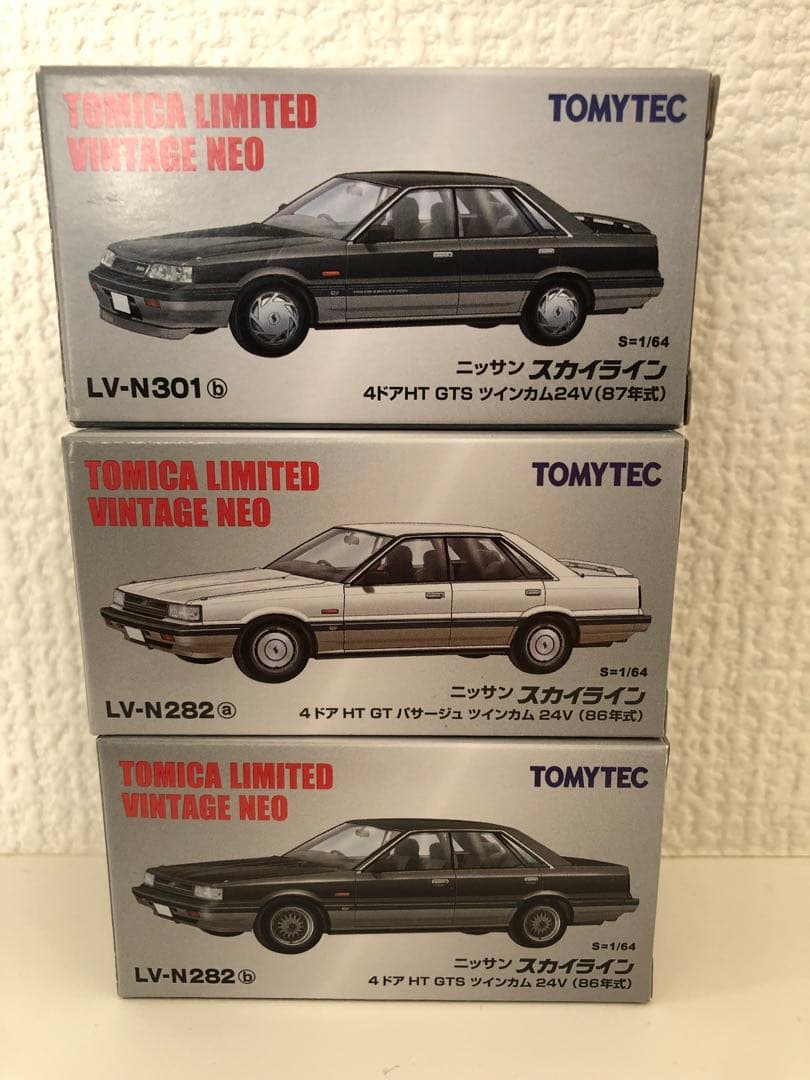 TOMICA LIMITED
VINTAGE NEO
TOMYTEC
S=1/64
LV-N301ⓑ
ニッサン スカイライン
4ドアHT GTS ツインカム24V(87年式)
TOMICA LIMITED
VINTAGE NEO
TOMYTEC
S=1/64
LV-N282ⓐ
ニッサン スカイライン
4ドア HT GT パサージュ ツインカム 24V (86年式)
TOMICA LIMITED
VINTAGE NEO
TOMYTEC
S=1/64
LV-N282ⓑ
ニッサン スカイライン
4ドア HT GTS ツインカム 24V (86年式)